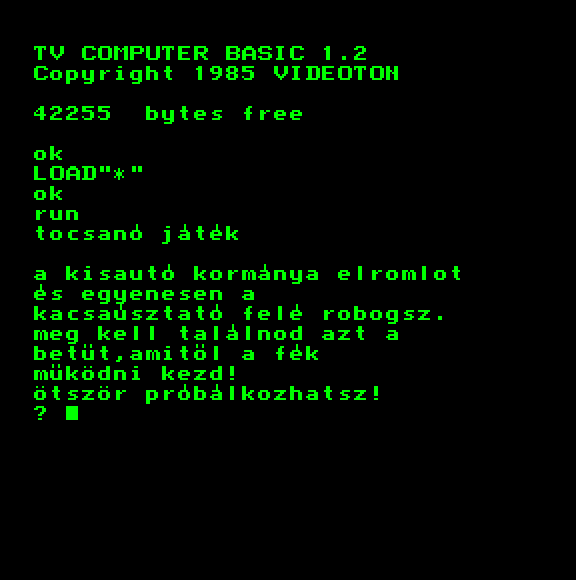 TV COMPUTER BASIC 1.2
Copyright 1985 VIDEOTON
42255  bytes free
ok
LOAD"*"
ok
run
tocsanó játék
a kisautó kormánya elromlot
és egyenesen a
kacsaúsztató felé robogsz.
meg kell találnod azt a
betüt,amitöl a fék
müködni kezd!
ötször próbálkozhatsz!
?